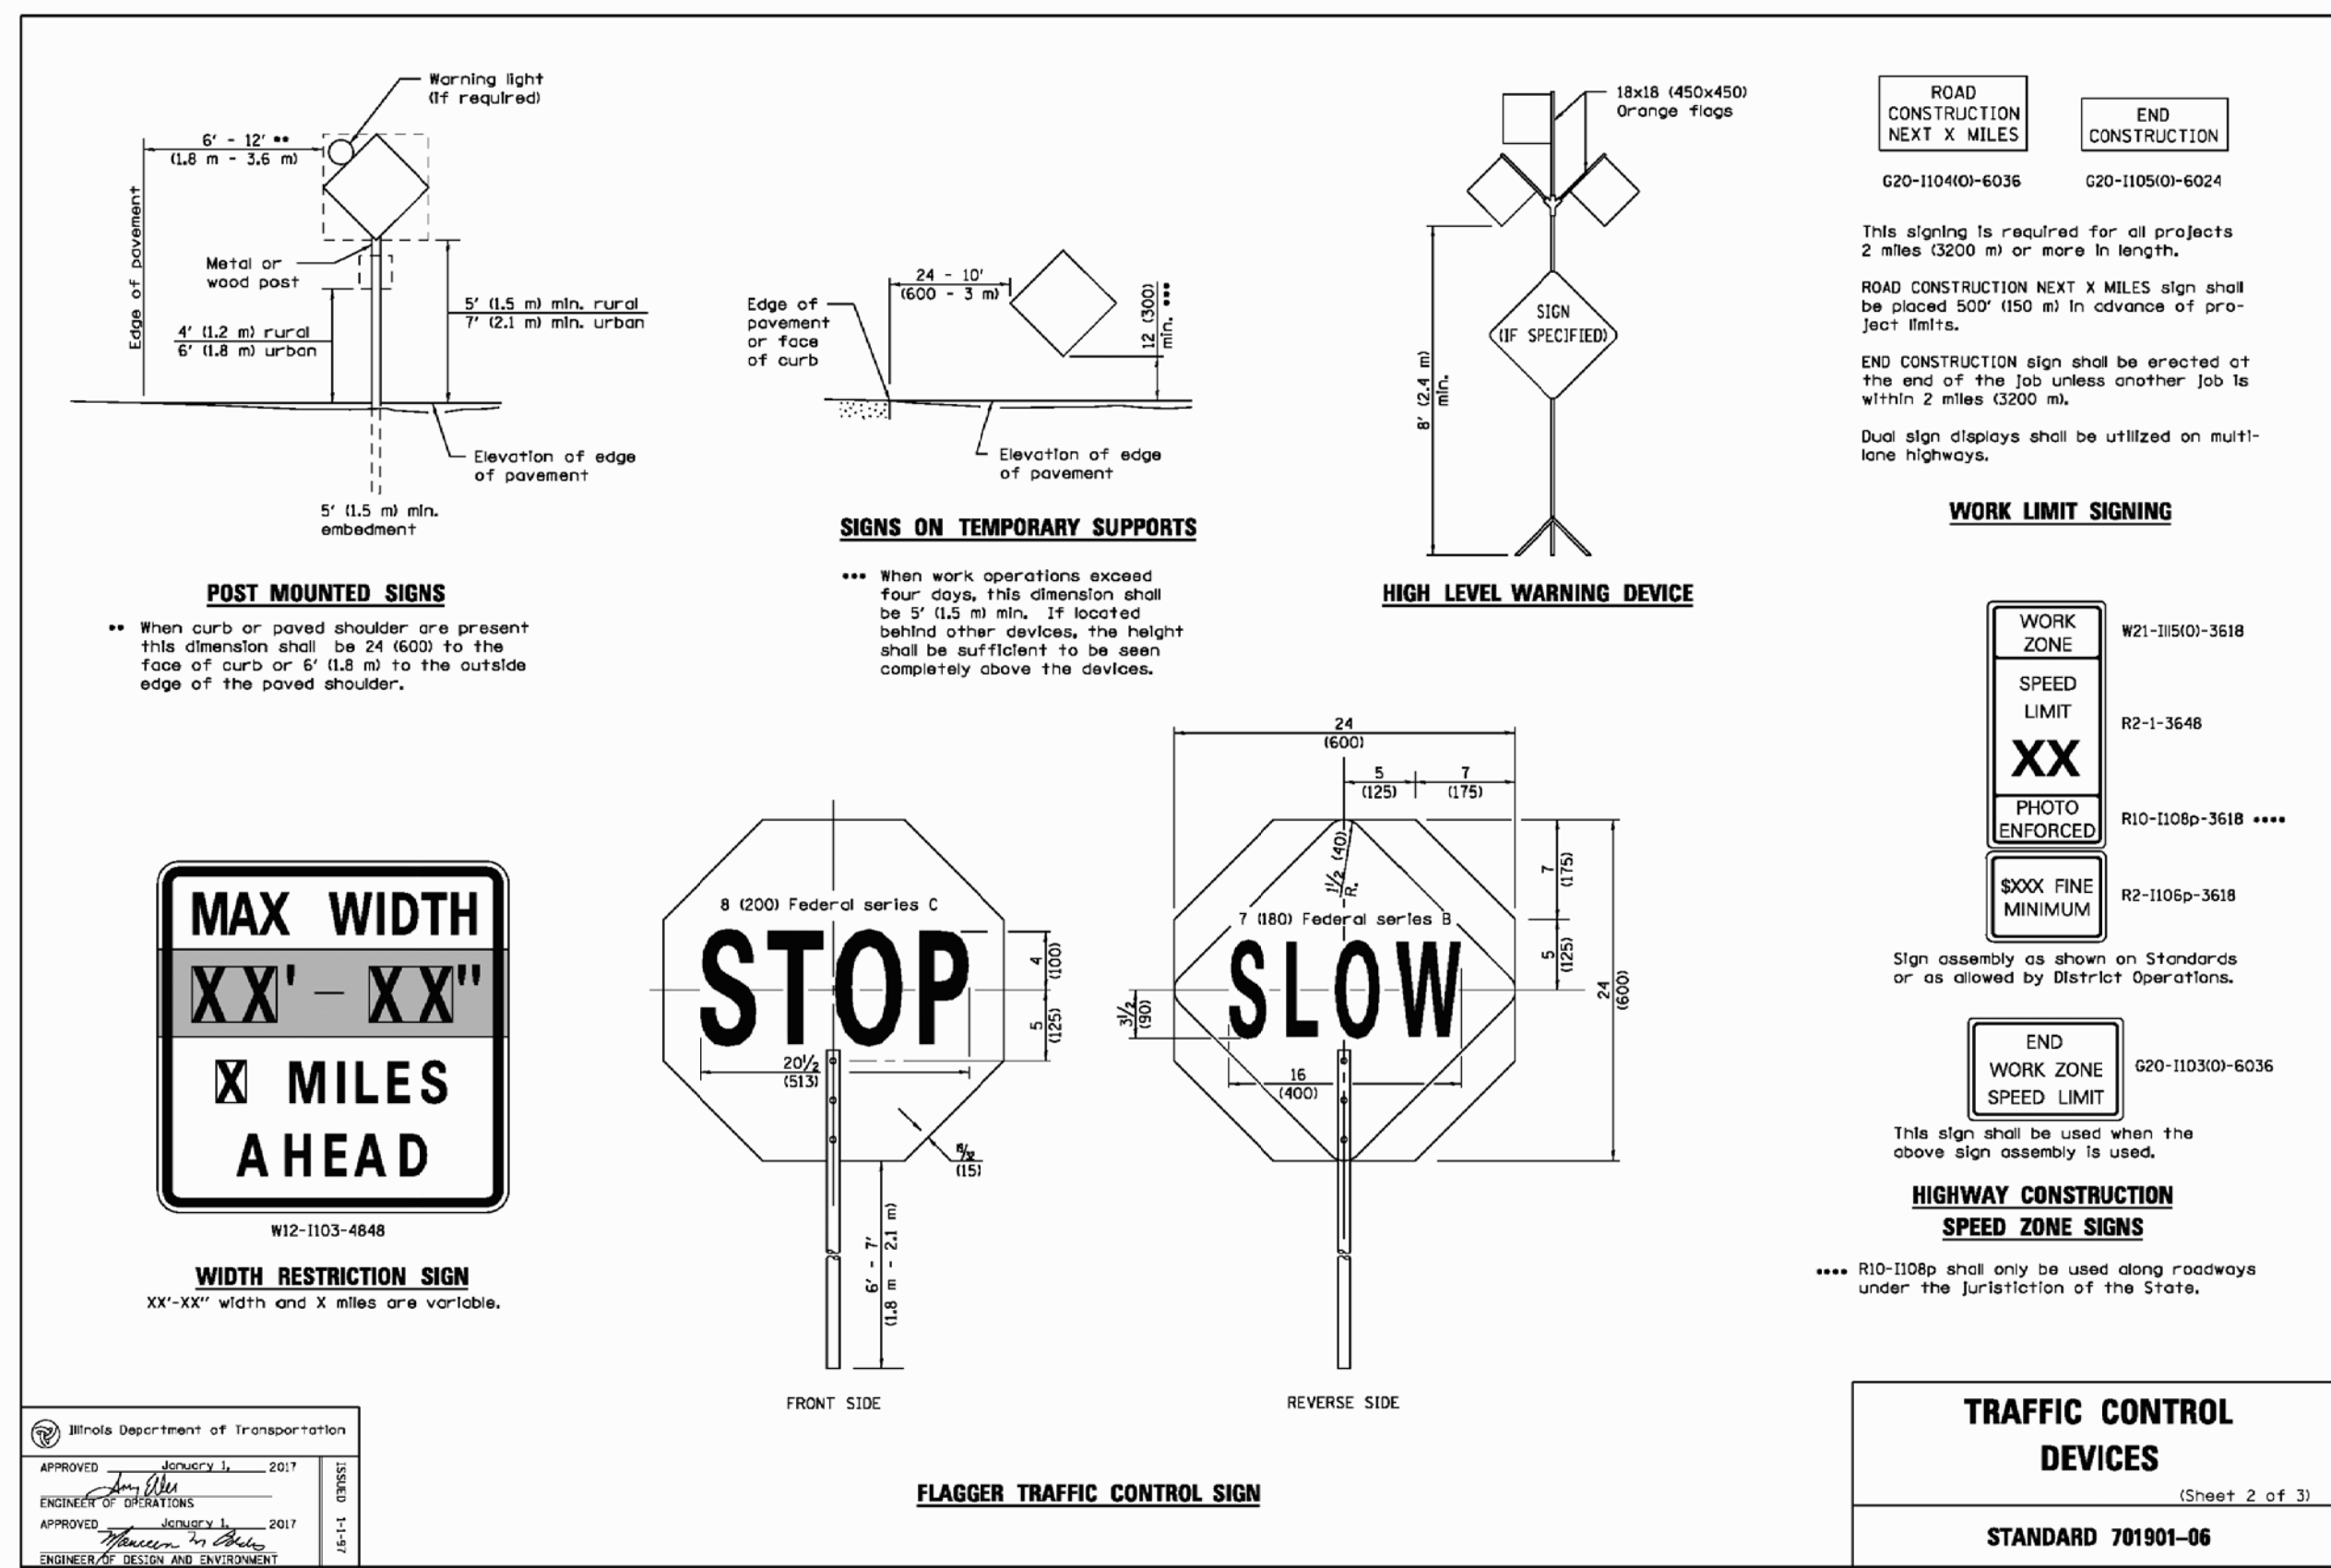 Warning light
(if required)
6' - 12' ••
(1.8 m - 3.6 m)
Edge of pavement
Metal or
wood post
4' (1.2 m) rural
6' (1.8 m) urban
5' (1.5 m) min. rural
7' (2.1 m) min. urban
Elevation of edge
of pavement
5' (1.5 m) min.
embedment
POST MOUNTED SIGNS
•• When curb or paved shoulder are present
this dimension shall be 24 (600) to the
face of curb or 6' (1.8 m) to the outside
edge of the paved shoulder.
24 - 10'
(600 - 3 m)
Edge of
pavement
or face
of curb
12 (300)
min. •••
Elevation of edge
of pavement
SIGNS ON TEMPORARY SUPPORTS
••• When work operations exceed
four days, this dimension shall
be 5' (1.5 m) min. If located
behind other devices, the height
shall be sufficient to be seen
completely above the devices.
18x18 (450x450)
Orange flags
SIGN
(IF SPECIFIED)
8' (2.4 m)
min.
HIGH LEVEL WARNING DEVICE
ROAD
CONSTRUCTION
NEXT X MILES
G20-I104(O)-6036
END
CONSTRUCTION
G20-I105(O)-6024
This signing is required for all projects
2 miles (3200 m) or more in length.
ROAD CONSTRUCTION NEXT X MILES sign shall
be placed 500' (150 m) in advance of pro-
ject limits.
END CONSTRUCTION sign shall be erected at
the end of the job unless another job is
within 2 miles (3200 m).
Dual sign displays shall be utilized on multi-
lane highways.
WORK LIMIT SIGNING
WORK
ZONE
W21-I115(O)-3618
SPEED
LIMIT
XX
R2-1-3648
PHOTO
ENFORCED
R10-I108p-3618 ••••
$XXX FINE
MINIMUM
R2-I106p-3618
Sign assembly as shown on Standards
or as allowed by District Operations.
END
WORK ZONE
SPEED LIMIT
G20-I103(O)-6036
This sign shall be used when the
above sign assembly is used.
HIGHWAY CONSTRUCTION
SPEED ZONE SIGNS
•••• R10-I108p shall only be used along roadways
under the juristiction of the State.
MAX WIDTH
XX' - XX"
X MILES
AHEAD
W12-I103-4848
WIDTH RESTRICTION SIGN
XX'-XX" width and X miles are variable.
8 (200) Federal series C
STOP
4
(100)
5
(125)
20 1/2
(513)
(15)
6' - 7'
(1.8 m - 2.1 m)
FRONT SIDE
24
(600)
5
(125)
7
(175)
1 1/2 (40)
R.
7 (180) Federal series B
SLOW
3 1/2
(90)
16
(400)
7
(175)
5
(125)
24
(600)
REVERSE SIDE
FLAGGER TRAFFIC CONTROL SIGN
Illinois Department of Transportation
APPROVED January 1, 2017
ENGINEER OF OPERATIONS
APPROVED January 1, 2017
ENGINEER OF DESIGN AND ENVIRONMENT
ISSUED 1-1-97
TRAFFIC CONTROL
DEVICES
(Sheet 2 of 3)
STANDARD 701901-06